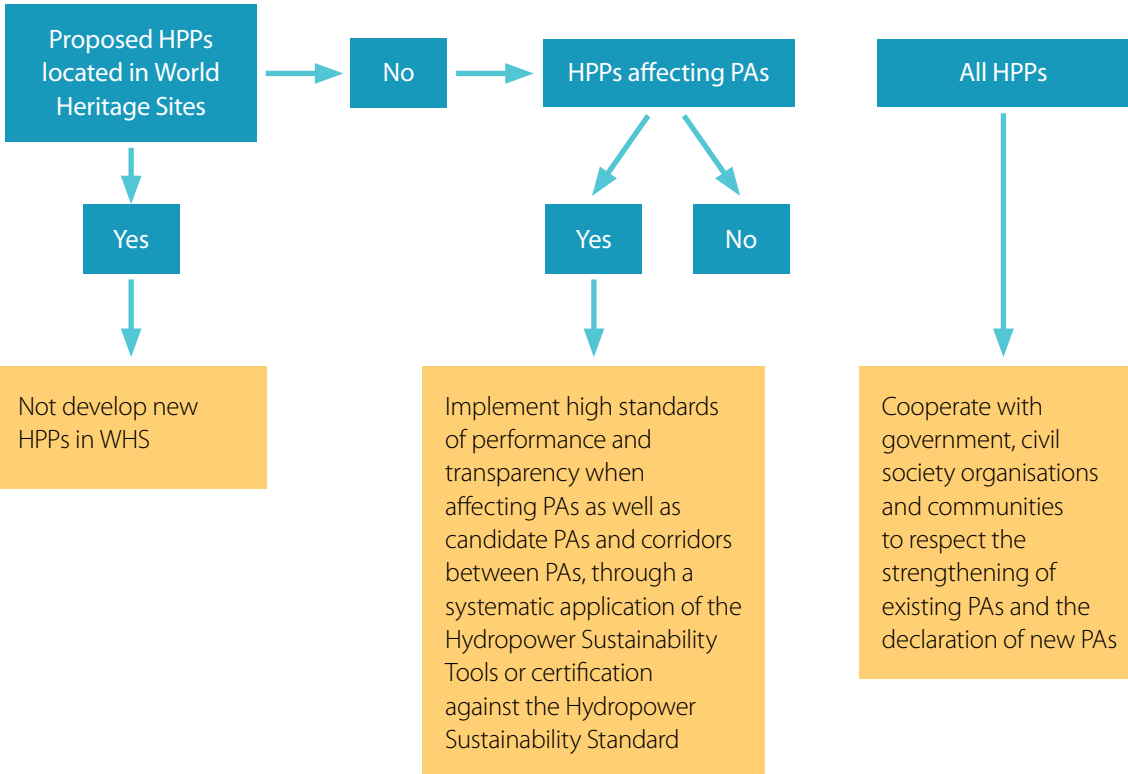 Proposed HPPs
located in World
Heritage Sites
No
HPPs affecting PAs
All HPPs
Yes
Yes
No
Not develop new
HPPs in WHS
Implement high standards
of performance and
transparency when
affecting PAs as well as
candidate PAs and corridors
between PAs, through a
systematic application of the
Hydropower Sustainability
Tools or certification
against the Hydropower
Sustainability Standard
Cooperate with
government, civil
society organisations
and communities
to respect the
strengthening of
existing PAs and the
declaration of new PAs